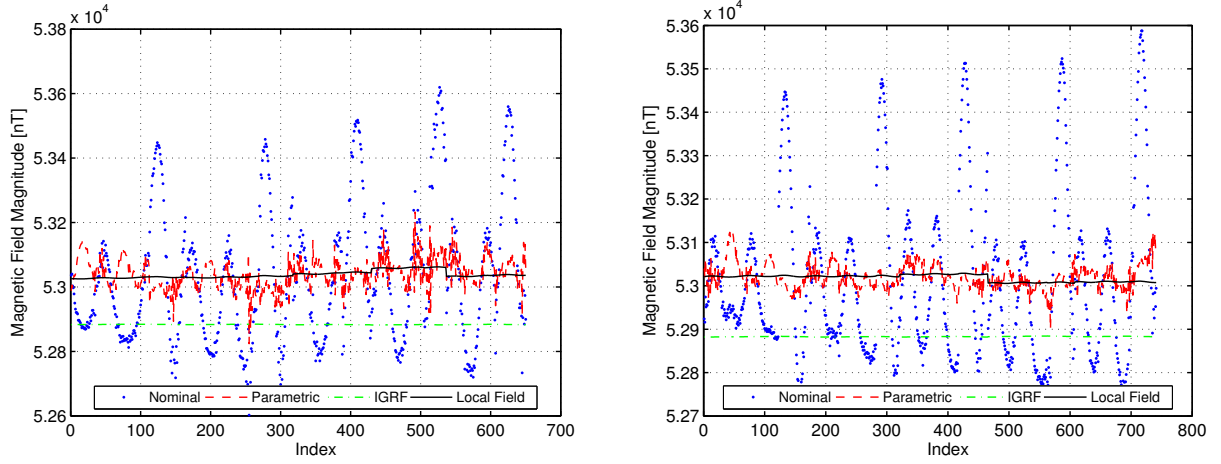 x 10^4
5.38
5.36
5.34
5.32
5.3
5.28
5.26
Magnetic Field Magnitude [nT]
0 100 200 300 400 500 600 700
Index
Nominal Parametric IGRF Local Field
x 10^4
5.36
5.35
5.34
5.33
5.32
5.31
5.3
5.29
5.28
5.27
Magnetic Field Magnitude [nT]
0 100 200 300 400 500 600 700 800
Index
Nominal Parametric IGRF Local Field